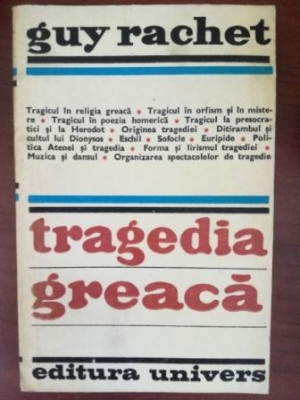 guy rachet
Tragicul în religia greacă • Tragicul în orfism și în miste-
re • Tragicul în poezia homerică • Tragicul la presocra-
tici și la Herodot • Originea tragediei • Ditirambul și
cultul lui Dionysos • Eschil • Sofocle • Euripide • Poli-
tica Atenei și tragedia • Forma și lirismul tragediei •
Muzica și dansul • Organizarea spectacolelor de tragedie
tragedia
greacă
editura univers